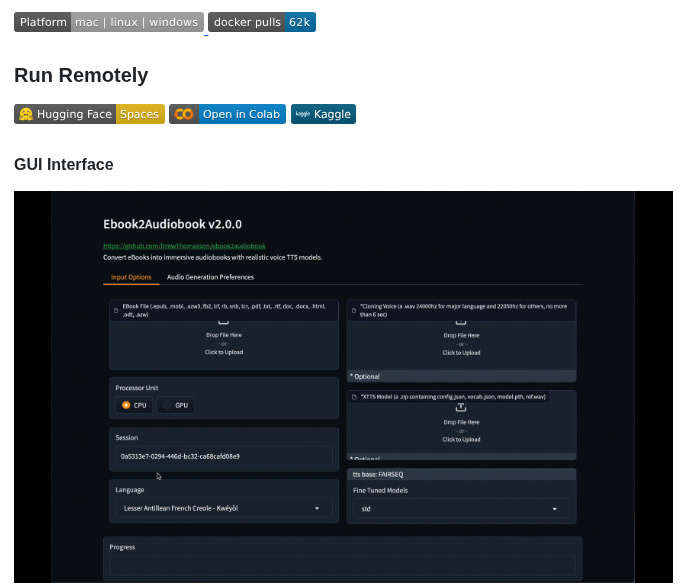 Platform mac | linux | windows docker pulls 62k
Run Remotely
Hugging Face Spaces Open in Colab kaggle Kaggle
GUI Interface
Ebook2Audiobook v2.0.0
https://github.com/DrewThomasson/ebook2audiobook
Convert eBooks into immersive audiobooks with realistic voice TTS models.
Input Options Audio Generation Preferences
EBook File (.epub, .mobi, .azw3, fb2, lrf, rb, snb, tcr, .pdf, .txt, .rtf, doc, .docx, .html, .odt, .azw)
Drop File Here
- or -
Click to Upload
*Cloning Voice (a .wav 24000hz for major language and 22050hz for others, no more than 6 sec)
Drop File Here
- or -
Click to Upload
* Optional
Processor Unit
CPU GPU
*XTTS Model (a .zip containing config.json, vocab.json, model.pth, ref.wav)
Drop File Here
- or -
Click to Upload
* Optional
Session
0a5313e7-0294-446d-bc32-ca68cafd08e9
tts base: FAIRSEQ
Fine Tuned Models
std
Language
Lesser Antillean French Creole - Kwéyòl
Progress